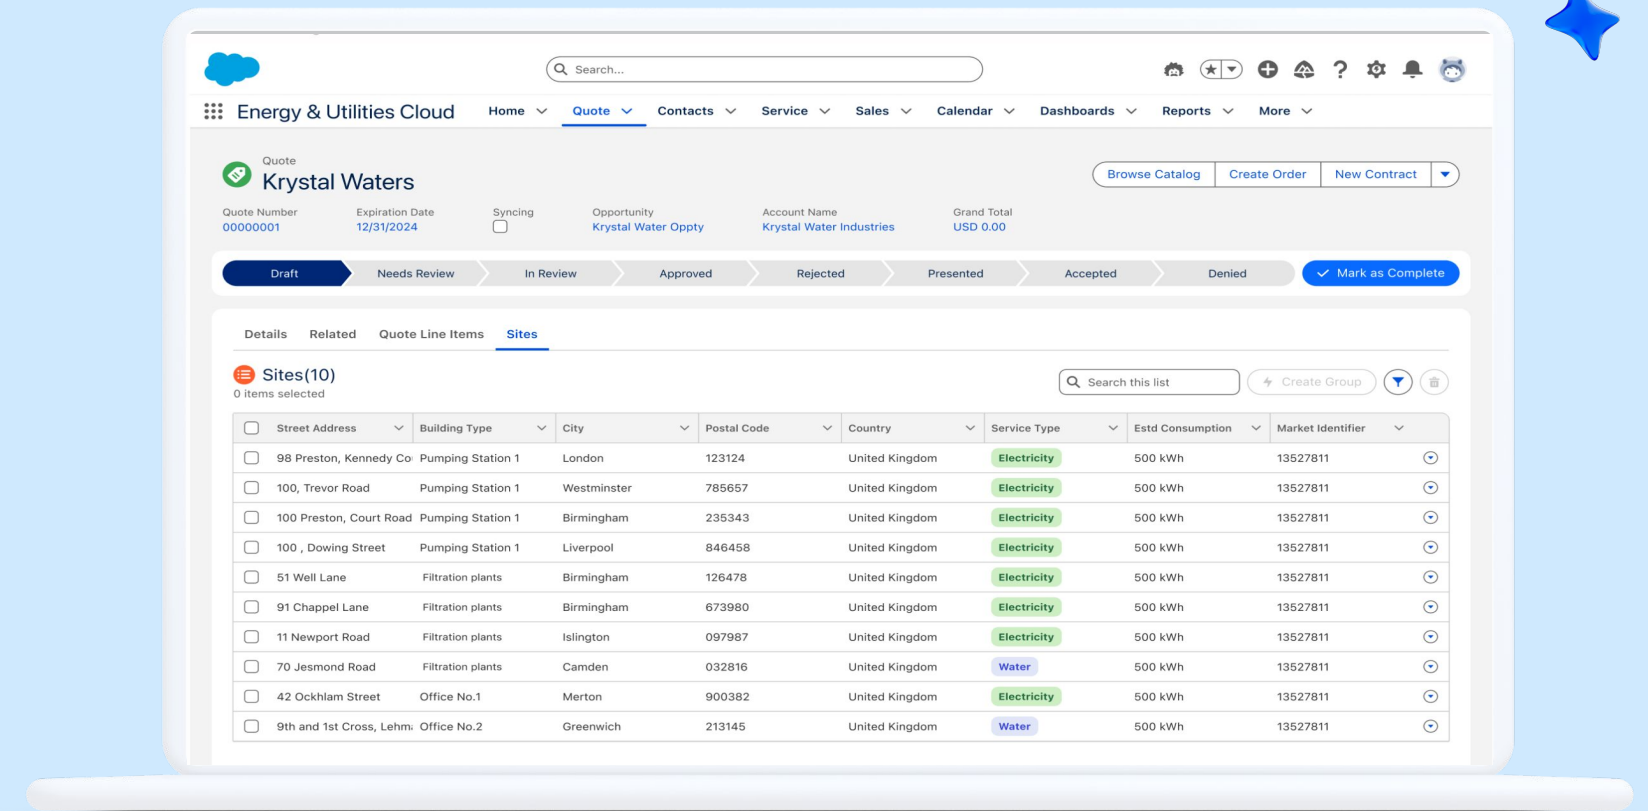 Search...
Energy & Utilities Cloud Home Quote Contacts Service Sales Calendar Dashboards Reports More
Quote
Krystal Waters
Browse Catalog Create Order New Contract
Quote Number Expiration Date Syncing Opportunity Account Name Grand Total
00000001 12/31/2024 Krystal Water Oppty Krystal Water Industries USD 0.00
Draft Needs Review In Review Approved Rejected Presented Accepted Denied Mark as Complete
Details Related Quote Line Items Sites
Sites(10)
0 items selected
Search this list Create Group
Street Address Building Type City Postal Code Country Service Type Estd Consumption Market Identifier
98 Preston, Kennedy Co Pumping Station 1 London 123124 United Kingdom Electricity 500 kWh 13527811
100, Trevor Road Pumping Station 1 Westminster 785657 United Kingdom Electricity 500 kWh 13527811
100 Preston, Court Road Pumping Station 1 Birmingham 235343 United Kingdom Electricity 500 kWh 13527811
100 , Dowing Street Pumping Station 1 Liverpool 846458 United Kingdom Electricity 500 kWh 13527811
51 Well Lane Filtration plants Birmingham 126478 United Kingdom Electricity 500 kWh 13527811
91 Chappel Lane Filtration plants Birmingham 673980 United Kingdom Electricity 500 kWh 13527811
11 Newport Road Filtration plants Islington 097987 United Kingdom Electricity 500 kWh 13527811
70 Jesmond Road Filtration plants Camden 032816 United Kingdom Water 500 kWh 13527811
42 Ockhlam Street Office No.1 Merton 900382 United Kingdom Electricity 500 kWh 13527811
9th and 1st Cross, Lehm Office No.2 Greenwich 213145 United Kingdom Water 500 kWh 13527811